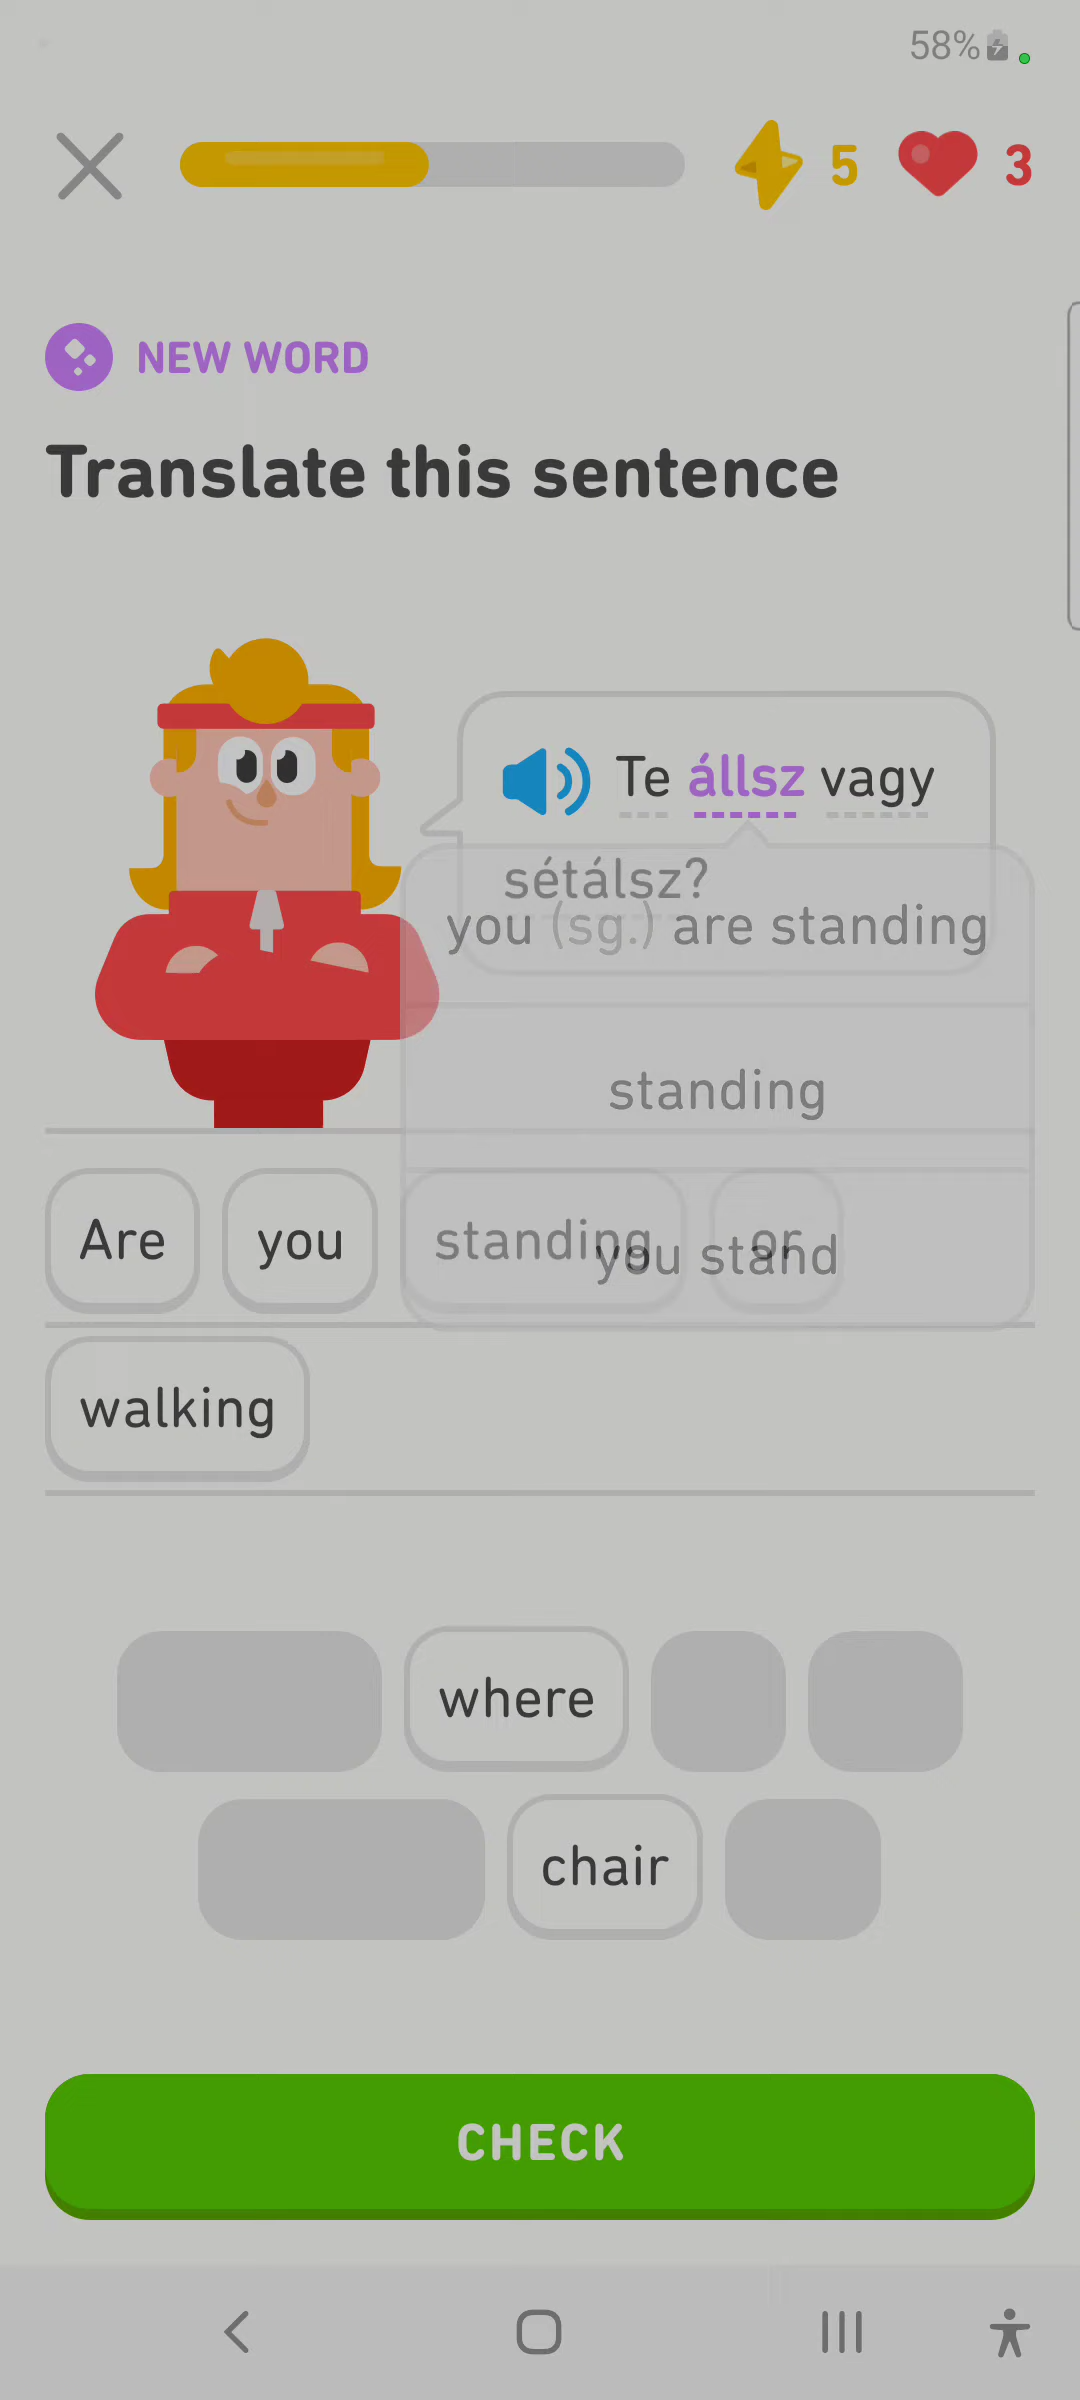 58%
5
3
NEW WORD
Translate this sentence
Te állsz vagy
sétálsz?
you (sg.) are standing
standing
you stand
Are you standing or
walking
where
chair
CHECK